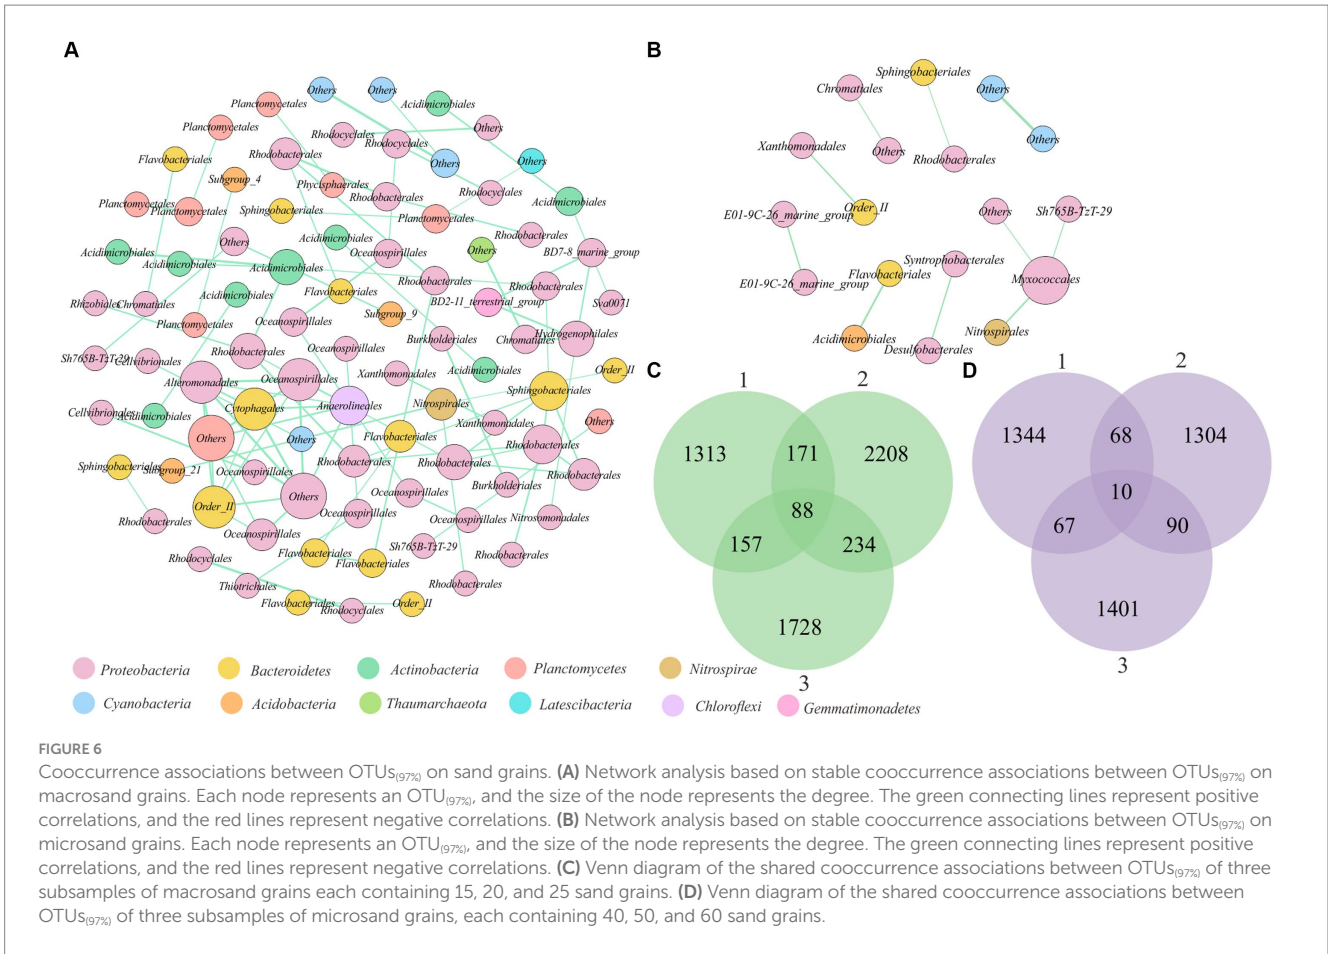 A
B
Others
Others
Planctomycetales
Acidimicrobiales
Planctomycetales
Rhodocyclales
Rhodocyclales
Others
Flavobacteriales
Rhodobacterales
Others
Others
Subgroup_4
Phycisphaerales
Rhodobacterales
Rhodocyclales
Acidimicrobiales
Planctomycetales
Planctomycetales
Sphingobacteriales
Planctomycetales
Rhodobacterales
Acidimicrobiales
Others
Acidimicrobiales
Oceanospirillales
Others
BD7-8_marine_group
Acidimicrobiales
Acidimicrobiales
Rhodobacterales
Rhodobacterales
Rhizobiales
Chromatiales
Acidimicrobiales
Flavobacteriales
BD2-11_terrestrial_group
Sva0071
Planctomycetales
Oceanospirillales
Subgroup_9
Burkholderiales
Chromatiales
Hydrogenophilales
Sh765B-TzT-29
Cellvibrionales
Rhodobacterales
Oceanospirillales
Alteromonadales
Oceanospirillales
Xanthomonadales
Acidimicrobiales
Order_II
Sphingobacteriales
Cellvibrionales
Acidimicrobiales
Cytophagales
Anaerolineales
Nitrospirales
Xanthomonadales
Others
Others
Others
Flavobacteriales
Rhodobacterales
Sphingobacteriales
Subgroup_21
Oceanospirillales
Rhodobacterales
Rhodobacterales
Rhodobacterales
Order_II
Others
Oceanospirillales
Burkholderiales
Rhodobacterales
Oceanospirillales
Oceanospirillales
Oceanospirillales
Nitrosomonadales
Rhodocyclales
Flavobacteriales
Flavobacteriales
Sh765B-TzT-29
Rhodobacterales
Thiotrichales
Rhodobacterales
Flavobacteriales
Rhodocyclales
Order_II
Sphingobacteriales
Chromatiales
Others
Others
Xanthomonadales
Others
Rhodobacterales
E01-9C-26_marine_group
Order_II
Others
Sh765B-TzT-29
E01-9C-26_marine_group
Flavobacteriales
Syntrophobacterales
Myxococcales
Acidimicrobiales
Desulfobacterales
Nitrospirales
C
1
2
1313
171
2208
88
157
234
1728
3
D
1
2
1344
68
1304
10
67
90
1401
3
Proteobacteria
Bacteroidetes
Actinobacteria
Planctomycetes
Nitrospirae
Cyanobacteria
Acidobacteria
Thaumarchaeota
Latescibacteria
Chloroflexi
Gemmatimonadetes
FIGURE 6
Cooccurrence associations between OTUs(97%) on sand grains. (A) Network analysis based on stable cooccurrence associations between OTUs(97%) on
macrosand grains. Each node represents an OTU(97%), and the size of the node represents the degree. The green connecting lines represent positive
correlations, and the red lines represent negative correlations. (B) Network analysis based on stable cooccurrence associations between OTUs(97%) on
microsand grains. Each node represents an OTU(97%), and the size of the node represents the degree. The green connecting lines represent positive
correlations, and the red lines represent negative correlations. (C) Venn diagram of the shared cooccurrence associations between OTUs(97%) of three
subsamples of macrosand grains each containing 15, 20, and 25 sand grains. (D) Venn diagram of the shared cooccurrence associations between
OTUs(97%) of three subsamples of microsand grains, each containing 40, 50, and 60 sand grains.